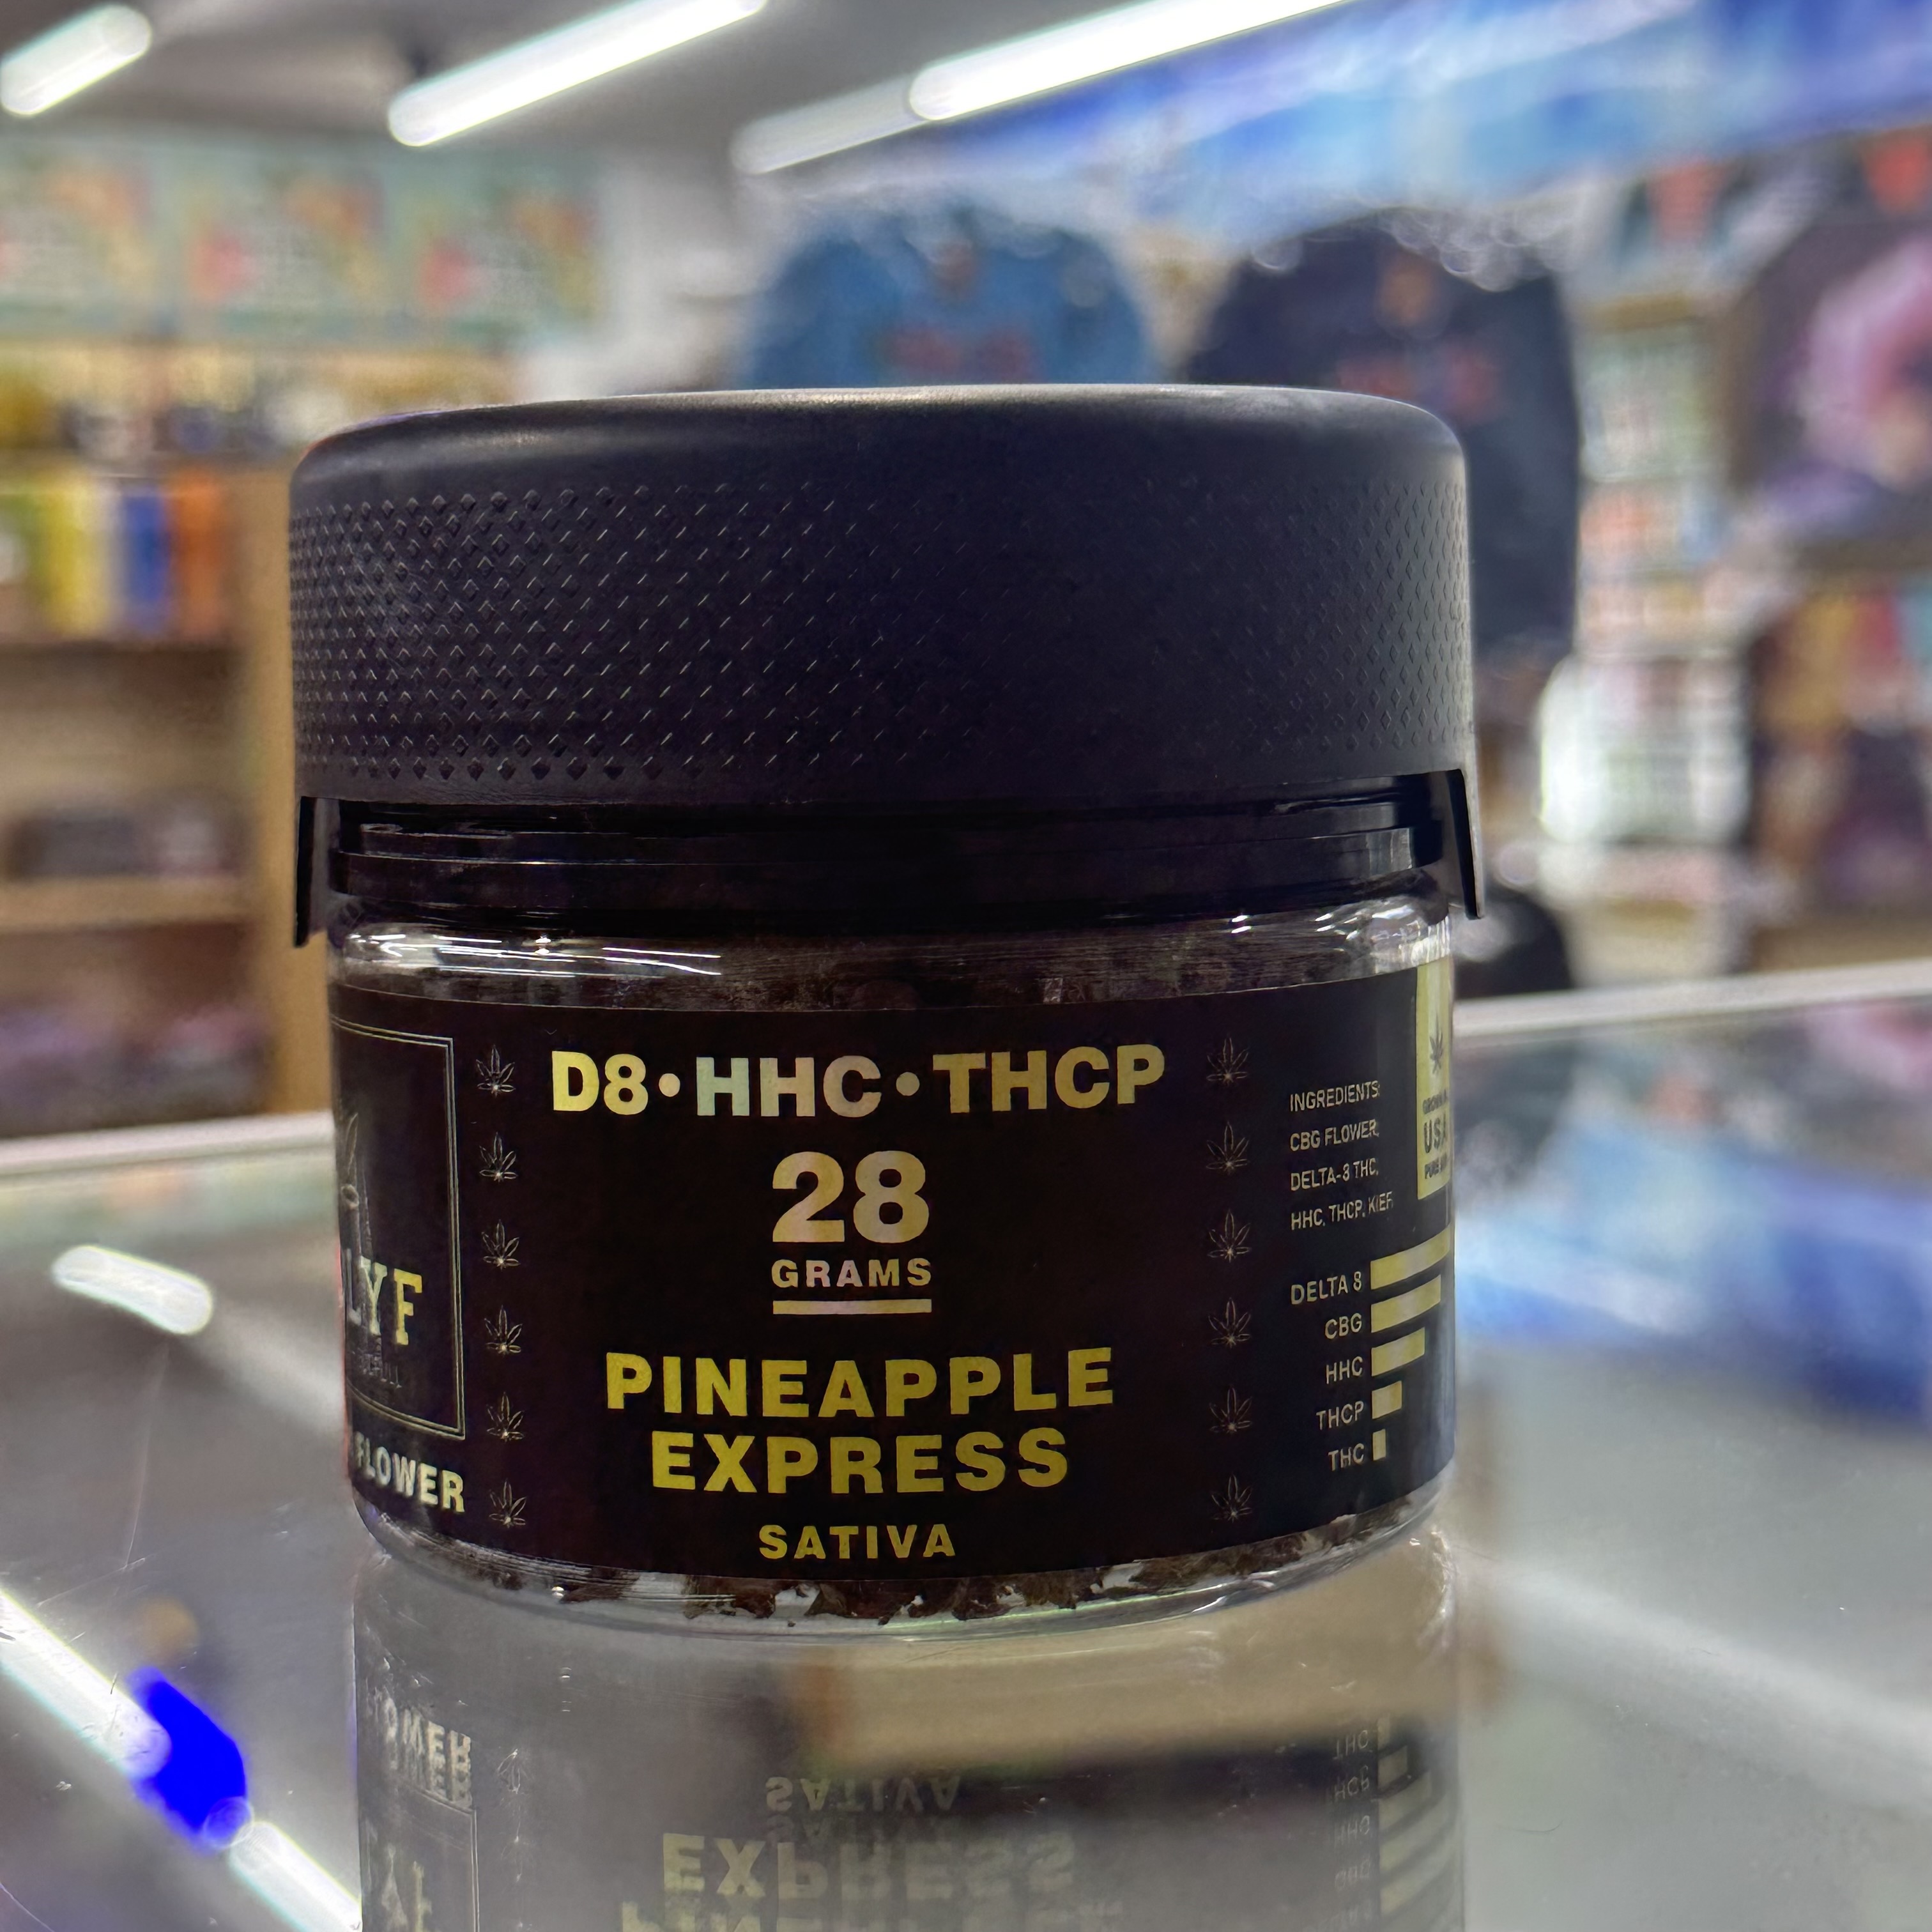 LYF
FLOWER
D8•HHC•THCP
28
GRAMS
PINEAPPLE
EXPRESS
SATIVA
INGREDIENTS:
CBG FLOWER,
DELTA-8 THC,
HHC, THCP, KIEF
USA
DELTA 8
CBG
HHC
THCP
THC